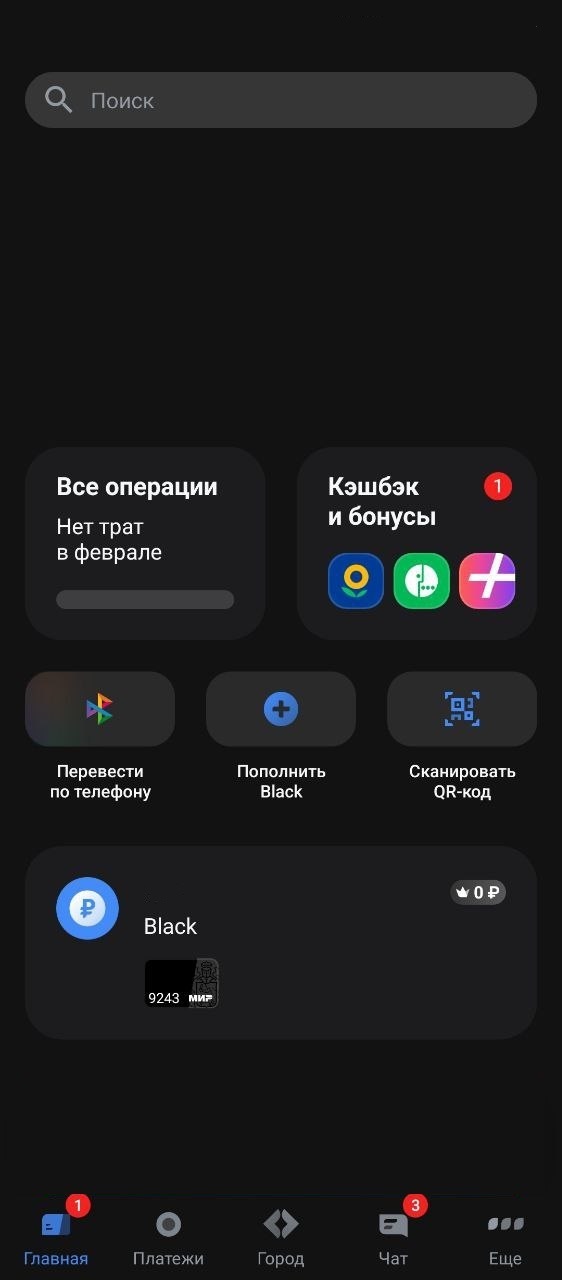 Поиск
Все операции
Нет трат
в феврале
Кэшбэк
и бонусы
1
Перевести
по телефону
Пополнить
Black
Сканировать
QR-код
0 ₽
₽
Black
9243 МИР
1
3
Главная
Платежи
Город
Чат
Еще